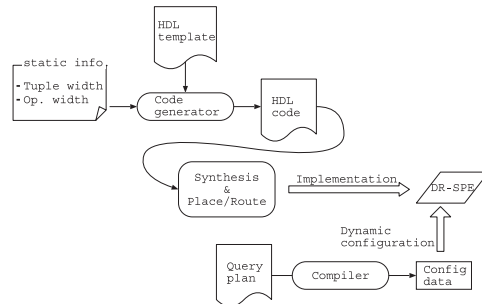 HDL
template
static info
- Tuple width
- Op. width
Code
generator
HDL
code
Synthesis
&
Place/Route
Implementation
DR-SPE
Dynamic
configuration
Query
plan
Compiler
Config
data